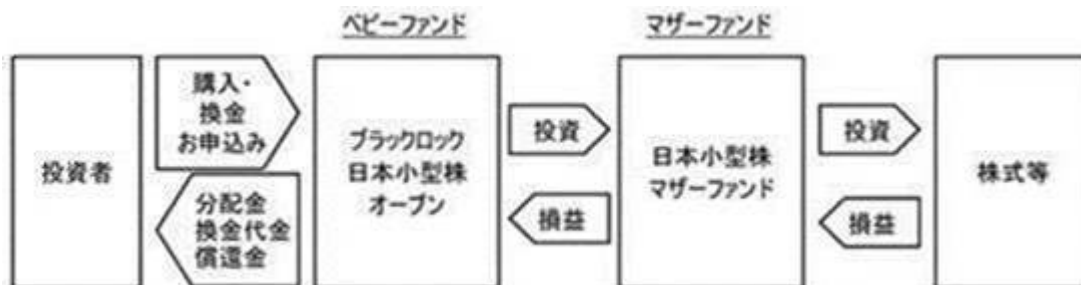 ベビーファンド
マザーファンド
投資者
購入・
換金
お申込み
分配金
換金代金
償還金
ブラックロック
日本小型株
オープン
投資
損益
日本小型株
マザーファンド
投資
損益
株式等